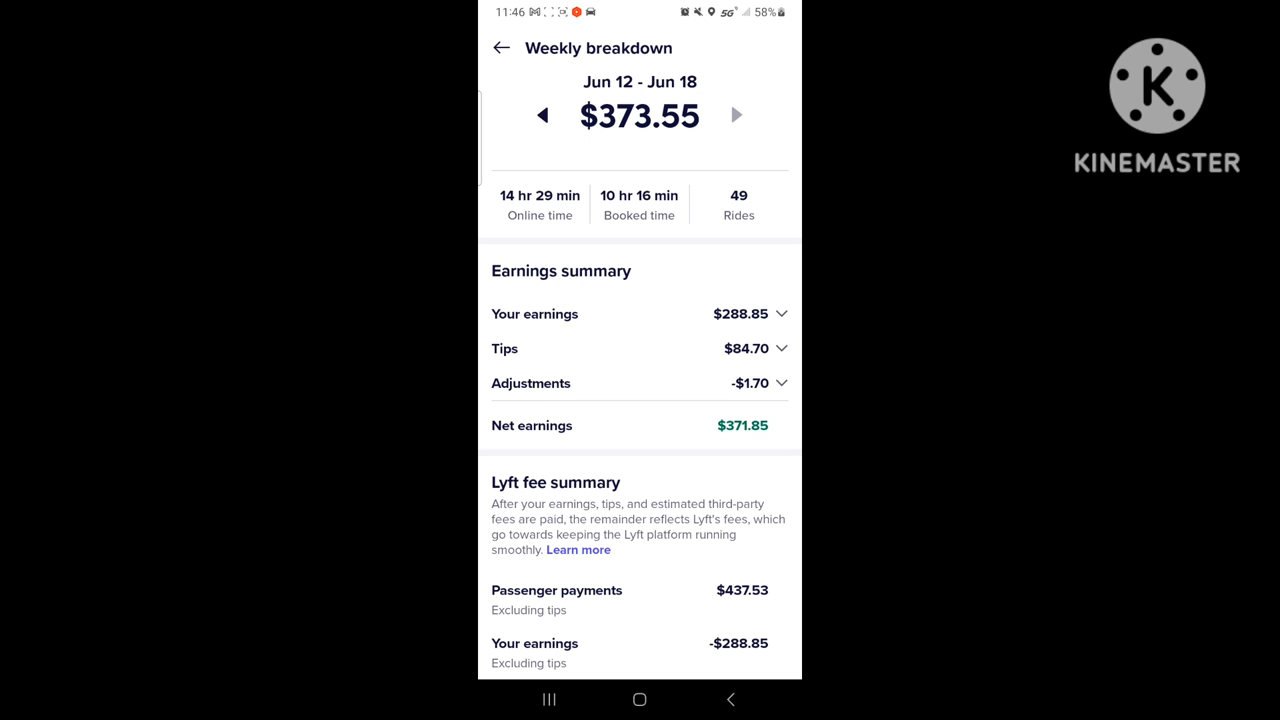 11:46 5G 58%
Weekly breakdown
Jun 12 - Jun 18
$373.55
14 hr 29 min 10 hr 16 min 49
Online time Booked time Rides
Earnings summary
Your earnings $288.85
Tips $84.70
Adjustments -$1.70
Net earnings $371.85
Lyft fee summary
After your earnings, tips, and estimated third-party
fees are paid, the remainder reflects Lyft's fees, which
go towards keeping the Lyft platform running
smoothly. Learn more
Passenger payments $437.53
Excluding tips
Your earnings -$288.85
Excluding tips
K
KINEMASTER